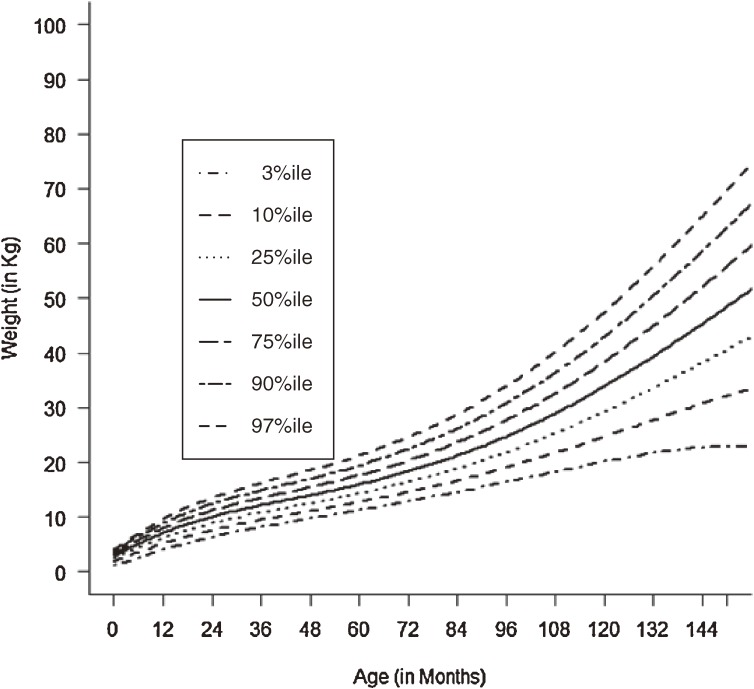 100
90
80
70
60
50
40
30
20
10
0
Weight (in Kg)
3%ile
10%ile
25%ile
50%ile
75%ile
90%ile
97%ile
0 12 24 36 48 60 72 84 96 108 120 132 144
Age (in Months)